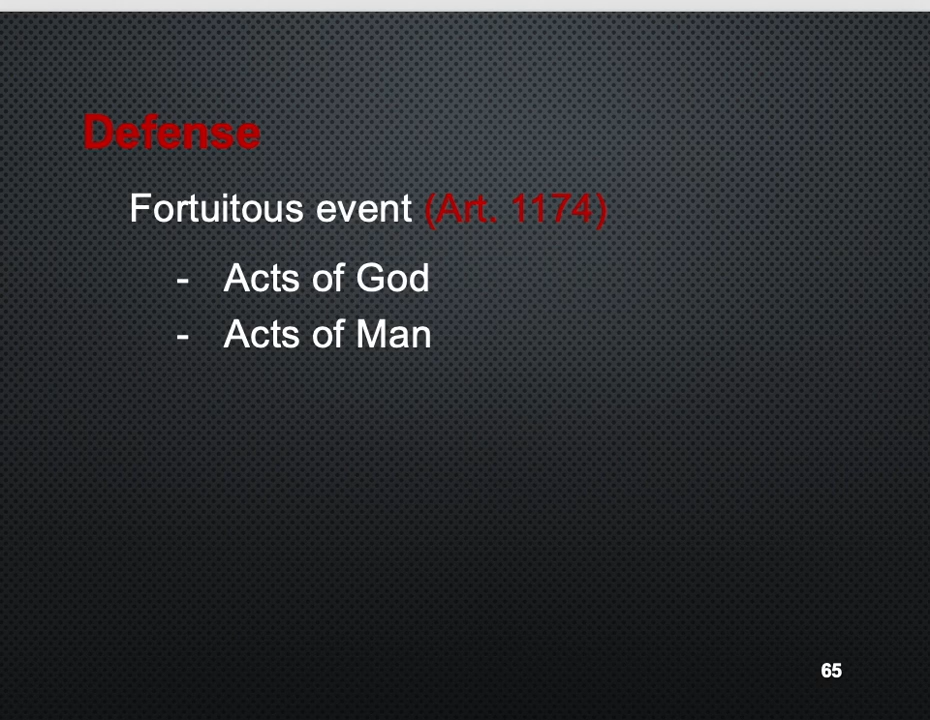 Defense
Fortuitous event (Art. 1174)
- Acts of God
- Acts of Man
65